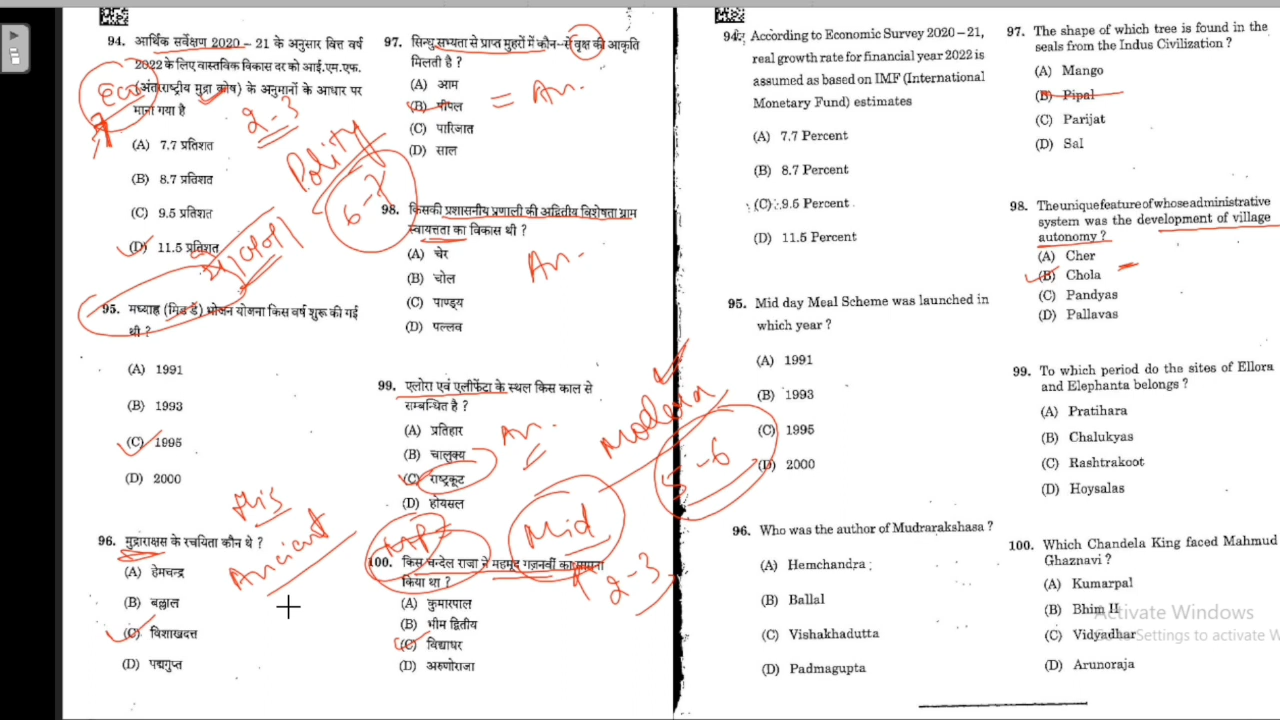 94. आर्थिक सर्वेक्षण 2020 – 21 के अनुसार वित्त वर्ष
2022 के लिए वास्तविक विकास दर को आई.एम.एफ.
(अंतरराष्ट्रीय मुद्रा कोष) के अनुमानों के आधार पर
माना गया है
(A) 7.7 प्रतिशत
(B) 8.7 प्रतिशत
(C) 9.5 प्रतिशत
(D) 11.5 प्रतिशत
Eco
2-3
Polity
6-7
योजना
95. मध्याह्न (मिड डे) भोजन योजना किस वर्ष शुरू की गई
थी ?
(A) 1991
(B) 1993
(C) 1995
(D) 2000
His
Ancient
96. मुद्राराक्षस के रचयिता कौन थे ?
(A) हेमचन्द्र
(B) बल्लाल
(C) विशाखदत्त
(D) पद्मगुप्त
97. सिन्धु सभ्यता से प्राप्त मुहरों में कौन-से वृक्ष की आकृति
मिलती है ?
(A) आम
(B) पीपल = An.
(C) पारिजात
(D) साल
98. किसकी प्रशासनीय प्रणाली की अद्वितीय विशेषता ग्राम
स्वायत्तता का विकास थी ?
(A) चेर
An.
(B) चोल
(C) पाण्ड्य
(D) पल्लव
99. एलोरा एवं एलीफेंटा के स्थल किस काल से
सम्बन्धित है ?
(A) प्रतिहार
An.
(B) चालुक्य
(C) राष्ट्रकूट
(D) होयसल
MP
Mid
Modern
5-6
2-3
100. किस चन्देल राजा ने महमूद गज़नवीं का सामना
किया था ?
(A) कुमारपाल
(B) भीम द्वितीय
(C) विद्याधर
(D) अरुणोराजा
94. According to Economic Survey 2020 – 21,
real growth rate for financial year 2022 is
assumed as based on IMF (International
Monetary Fund) estimates
(A) 7.7 Percent
(B) 8.7 Percent
(C) 9.6 Percent
(D) 11.5 Percent
95. Mid day Meal Scheme was launched in
which year ?
(A) 1991
(B) 1993
(C) 1995
(D) 2000
96. Who was the author of Mudrarakshasa ?
(A) Hemchandra
(B) Ballal
(C) Vishakhadutta
(D) Padmagupta
97. The shape of which tree is found in the
seals from the Indus Civilization ?
(A) Mango
(B) Pipal
(C) Parijat
(D) Sal
98. The unique feature of whose administrative
system was the development of village
autonomy ?
(A) Cher
(B) Chola
(C) Pandyas
(D) Pallavas
99. To which period do the sites of Ellora
and Elephanta belongs ?
(A) Pratihara
(B) Chalukyas
(C) Rashtrakoot
(D) Hoysalas
100. Which Chandela King faced Mahmud
Ghaznavi ?
(A) Kumarpal
(B) Bhim II
(C) Vidyadhar
(D) Arunoraja
Activate Windows
Settings to activate W